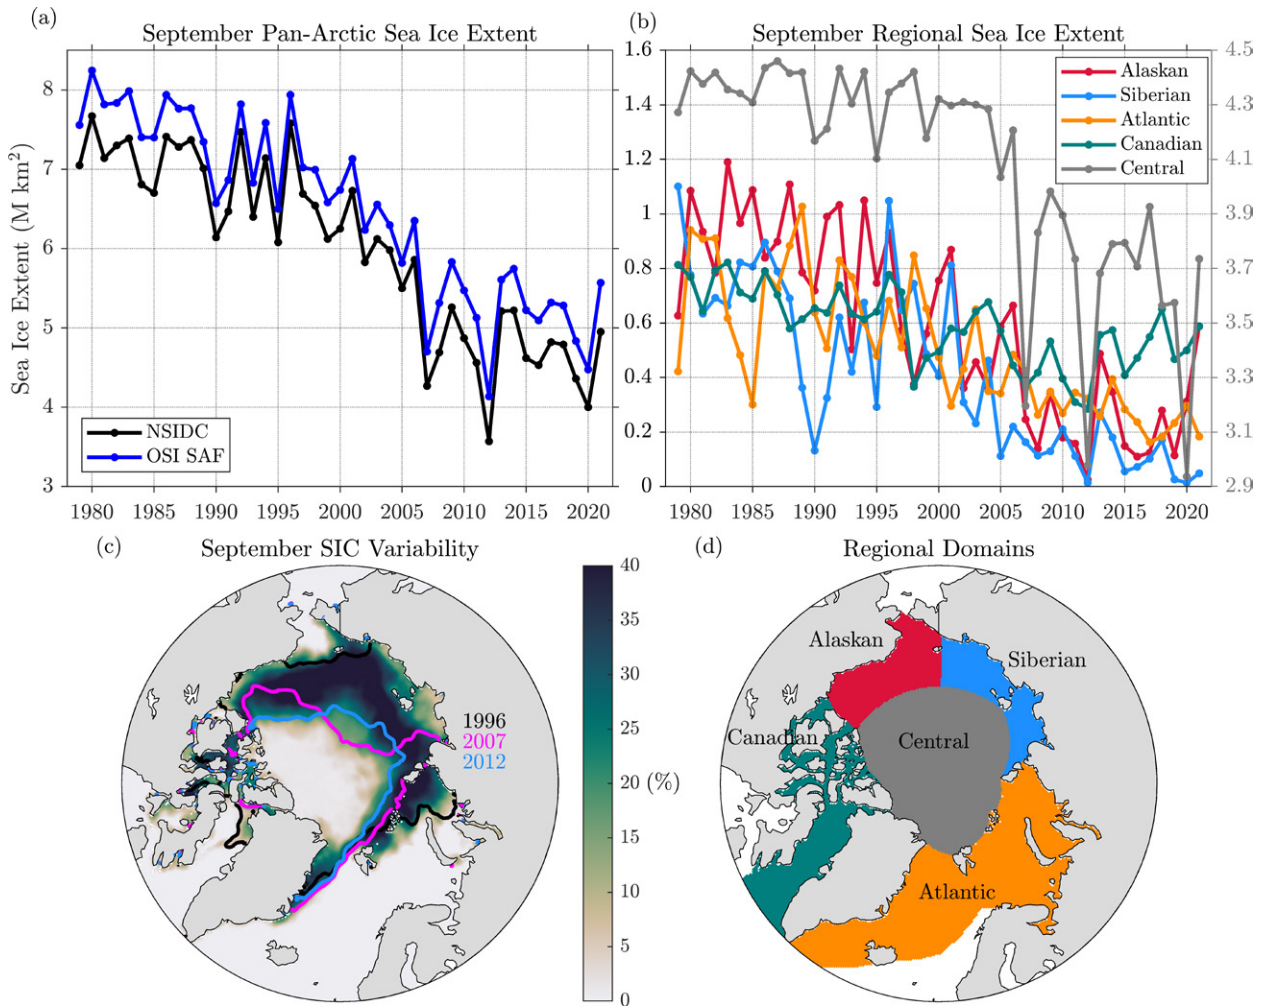 (a)
September Pan-Arctic Sea Ice Extent
Sea Ice Extent (M km²)
8
7
6
5
4
3
NSIDC
OSI SAF
1980 1985 1990 1995 2000 2005 2010 2015 2020
(b)
September Regional Sea Ice Extent
1.6
1.4
1.2
1
0.8
0.6
0.4
0.2
0
Alaskan
Siberian
Atlantic
Canadian
Central
4.5
4.3
4.1
3.9
3.7
3.5
3.3
3.1
2.9
1980 1985 1990 1995 2000 2005 2010 2015 2020
(c)
September SIC Variability
1996
2007
2012
40
35
30
25
20
15
10
5
0
(%)
(d)
Regional Domains
Alaskan
Siberian
Canadian
Central
Atlantic